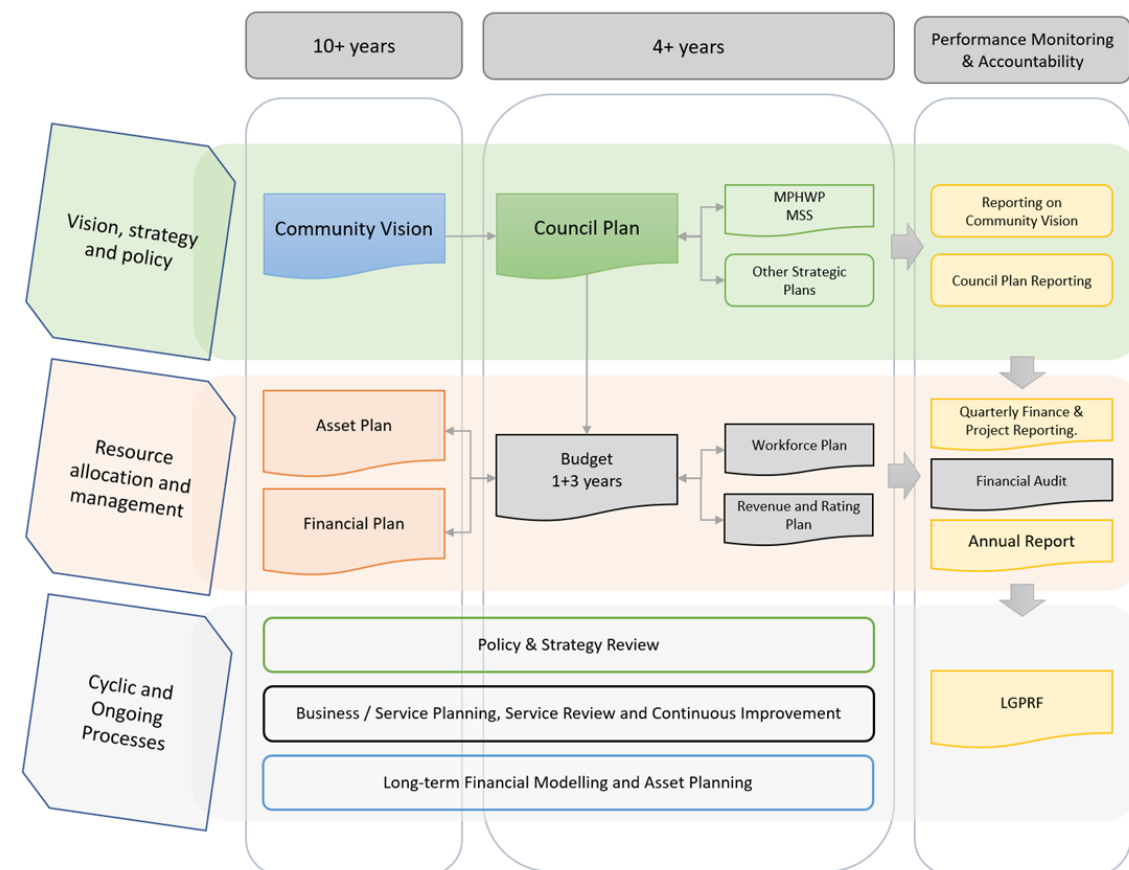 10+ years
4+ years
Performance Monitoring
& Accountability
Vision, strategy
and policy
Community Vision
Council Plan
MPHWP
MSS
Other Strategic
Plans
Reporting on
Community Vision
Council Plan Reporting
Resource
allocation and
management
Asset Plan
Financial Plan
Budget
1+3 years
Workforce Plan
Revenue and Rating
Plan
Quarterly Finance &
Project Reporting.
Financial Audit
Annual Report
Cyclic and
Ongoing
Processes
Policy & Strategy Review
Business / Service Planning, Service Review and Continuous Improvement
Long-term Financial Modelling and Asset Planning
LGPRF